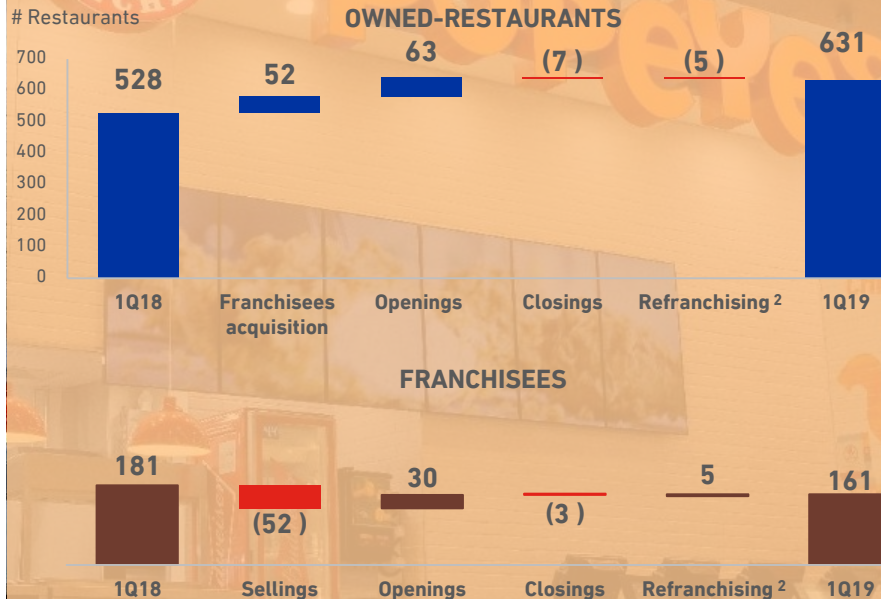 # Restaurants
OWNED-RESTAURANTS
700
600
500
400
300
200
100
0
528
52
63
(7 )
(5 )
631
1Q18
Franchisees
acquisition
Openings
Closings
Refranchising 2
1Q19
FRANCHISEES
181
(52 )
30
(3 )
5
161
1Q18
Sellings
Openings
Closings
Refranchising 2
1Q19